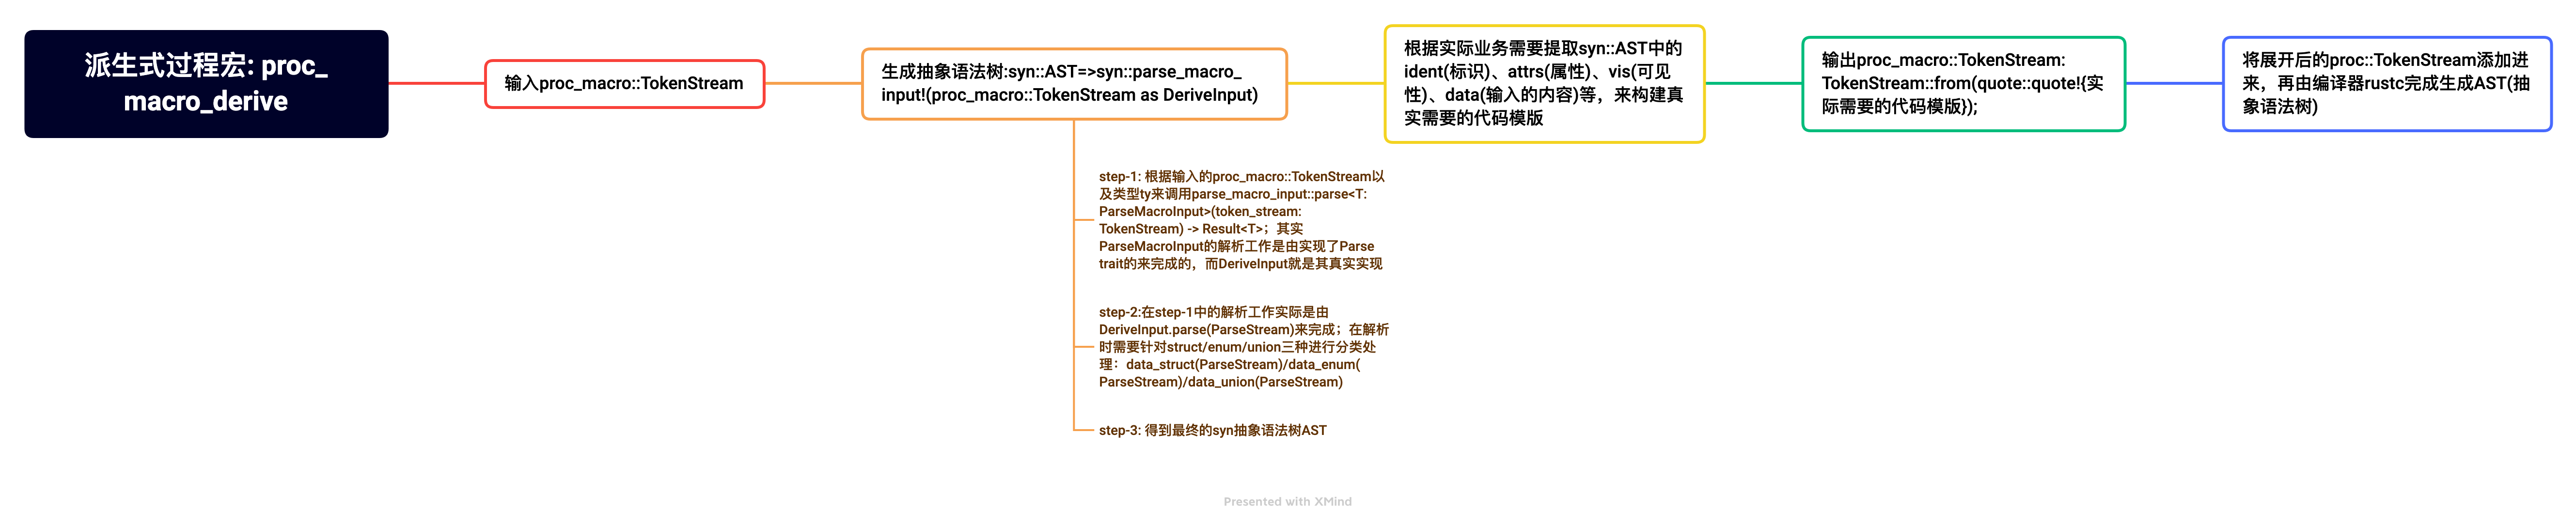 派生式过程宏: proc_
macro_derive
输入proc_macro::TokenStream
生成抽象语法树:syn::AST=>syn::parse_macro_
input!(proc_macro::TokenStream as DeriveInput)
step-1: 根据输入的proc_macro::TokenStream以
及类型ty来调用parse_macro_input::parse<T:
ParseMacroInput>(token_stream:
TokenStream) -> Result<T>；其实
ParseMacroInput的解析工作是由实现了Parse
trait的来完成的，而DeriveInput就是其真实实现
step-2:在step-1中的解析工作实际是由
DeriveInput.parse(ParseStream)来完成；在解析
时需要针对struct/enum/union三种进行分类处
理：data_struct(ParseStream)/data_enum(
ParseStream)/data_union(ParseStream)
step-3: 得到最终的syn抽象语法树AST
根据实际业务需要提取syn::AST中的
ident(标识)、attrs(属性)、vis(可见
性)、data(输入的内容)等，来构建真
实需要的代码模版
输出proc_macro::TokenStream:
TokenStream::from(quote::quote!{实
际需要的代码模版});
将展开后的proc::TokenStream添加进
来，再由编译器rustc完成生成AST(抽
象语法树)
Presented with XMind